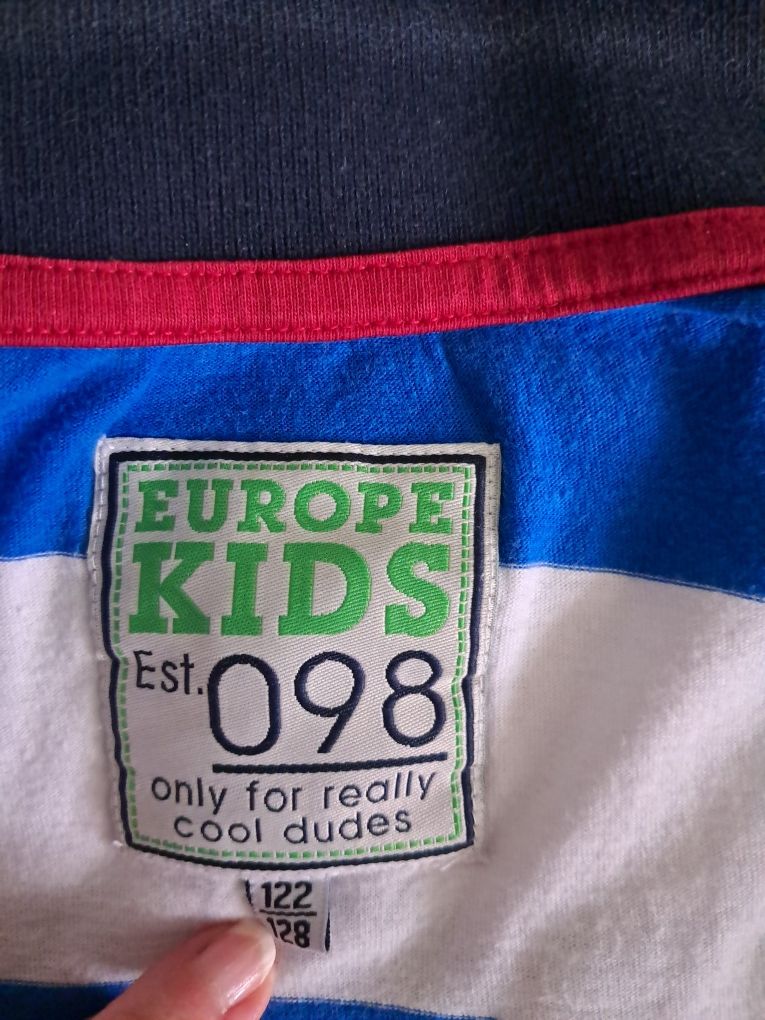 EUROPE
KIDS
Est. 098
only for really
cool dudes
122
128